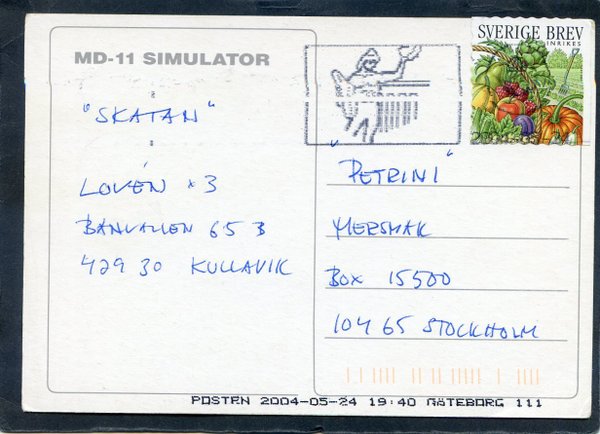 MD-11 SIMULATOR
"SKATAN"
LOVÉN x3
BANVALLEN 65 B
429 30 KULLAVIK
SVERIGE BREV
INRIKES
"PETRINI"
MERSMAK
BOX 15500
104 65 STOCKHOLM
POSTEN 2004-05-24 19:40 GÖTEBORG 111